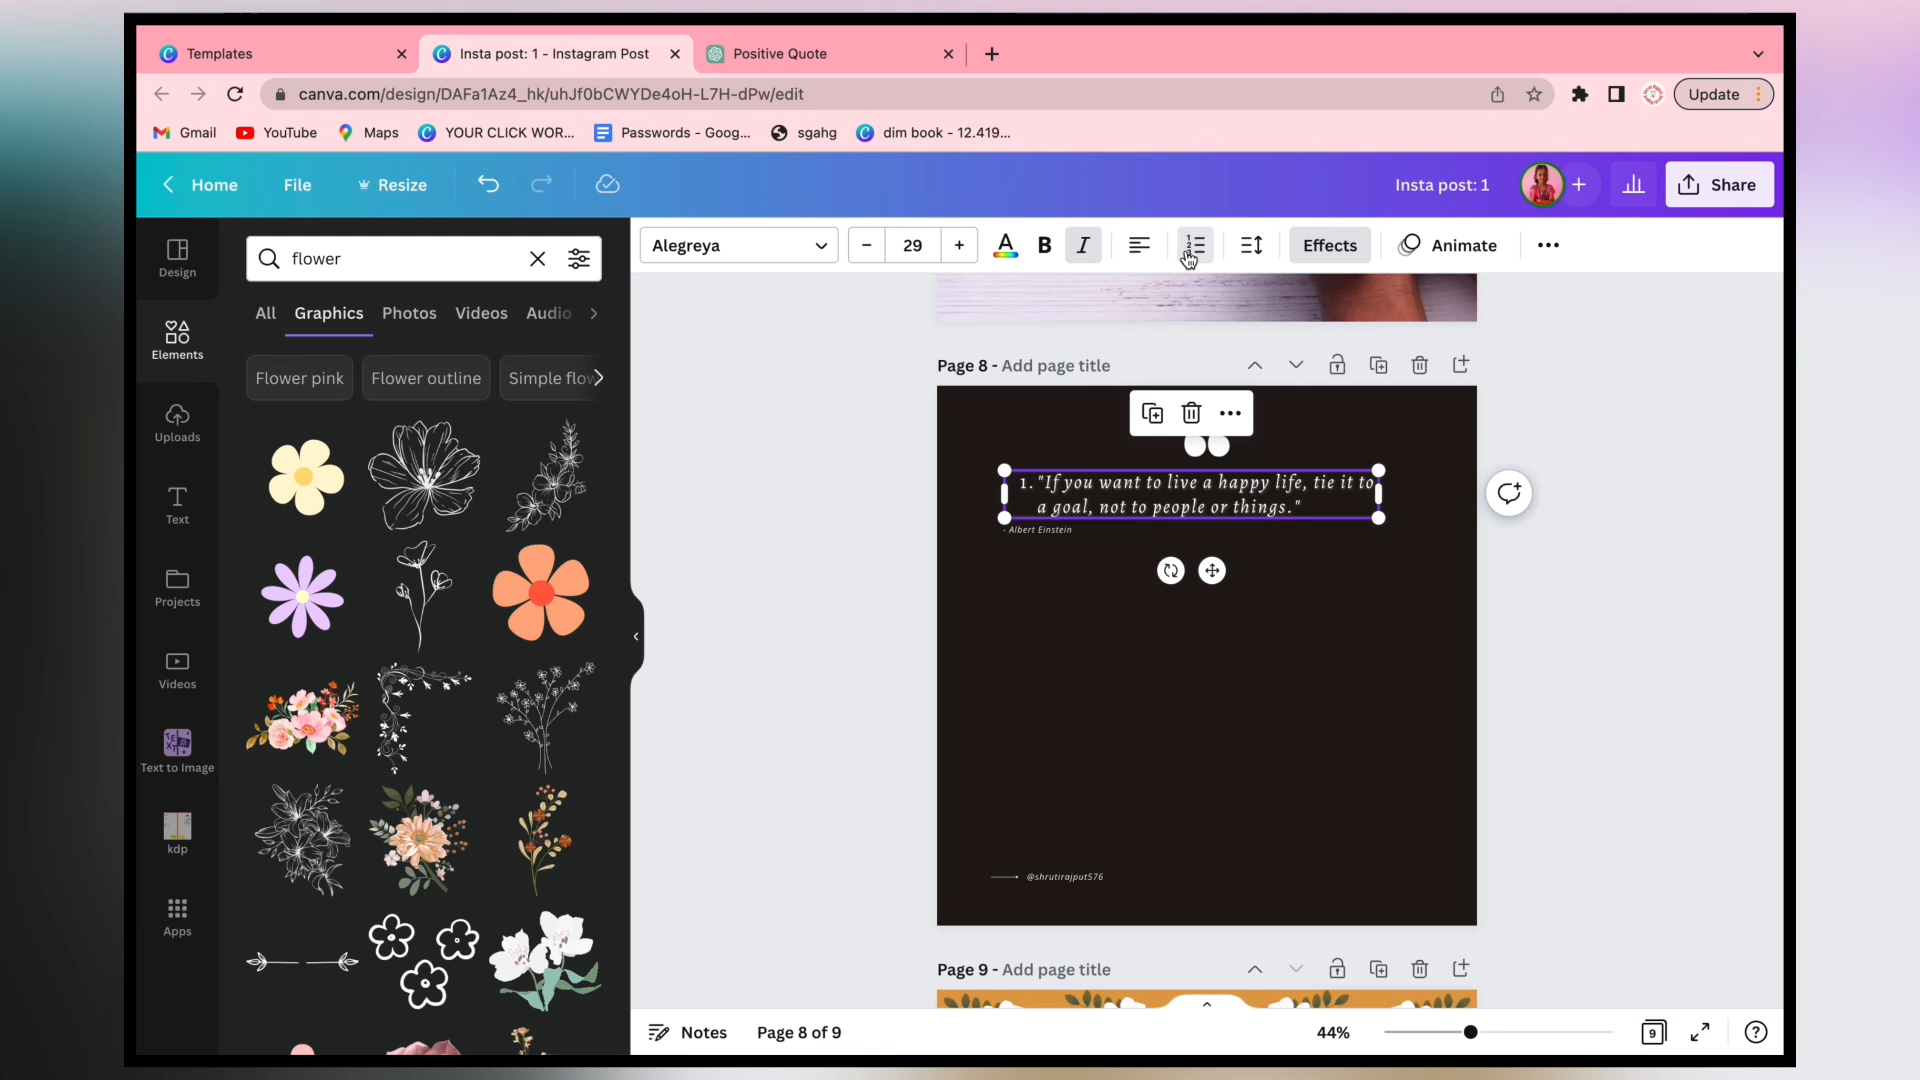 Templates
Insta post: 1 - Instagram Post
Positive Quote
canva.com/design/DAFa1Az4_hk/uhJf0bCWYDe4oH-L7H-dPw/edit
Update
Gmail
YouTube
Maps
YOUR CLICK WOR...
Passwords - Goog...
sgahg
dim book - 12.419...
Home
File
Resize
Insta post: 1
Share
Design
Elements
Uploads
Text
Projects
Videos
Text to Image
kdp
Apps
flower
All
Graphics
Photos
Videos
Audio
Flower pink
Flower outline
Simple flow
Alegreya
29
A
B
I
Effects
Animate
Page 8 - Add page title
1. "If you want to live a happy life, tie it to
a goal, not to people or things."
- Albert Einstein
@shrutirajput576
Page 9 - Add page title
Notes
Page 8 of 9
44%
9